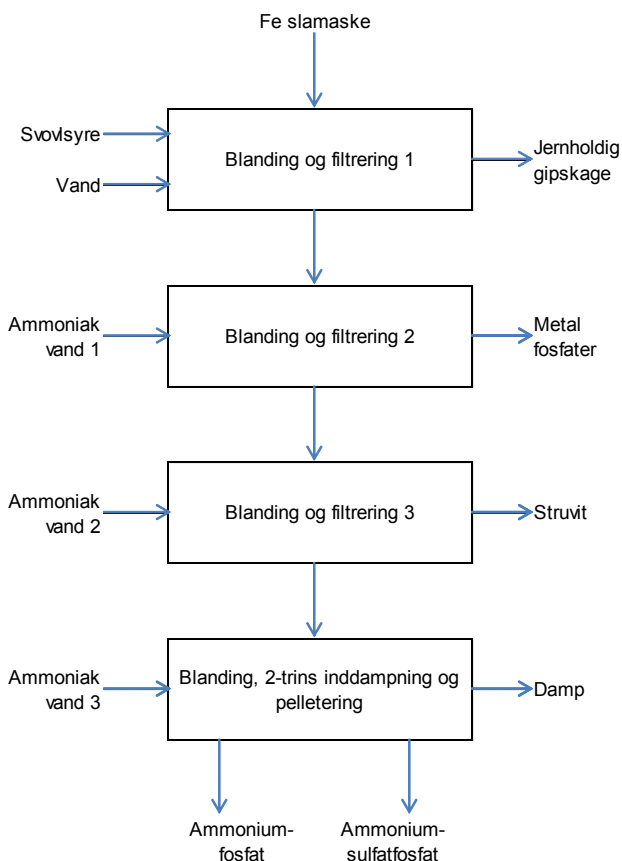 Fe slamaske
Svovlsyre
Vand
Blanding og filtrering 1
Jernholdig
gipskage
Ammoniak
vand 1
Blanding og filtrering 2
Metal
fosfater
Ammoniak
vand 2
Blanding og filtrering 3
Struvit
Ammoniak
vand 3
Blanding, 2-trins inddampning og
pelletering
Damp
Ammonium-
fosfat
Ammonium-
sulfatfosfat